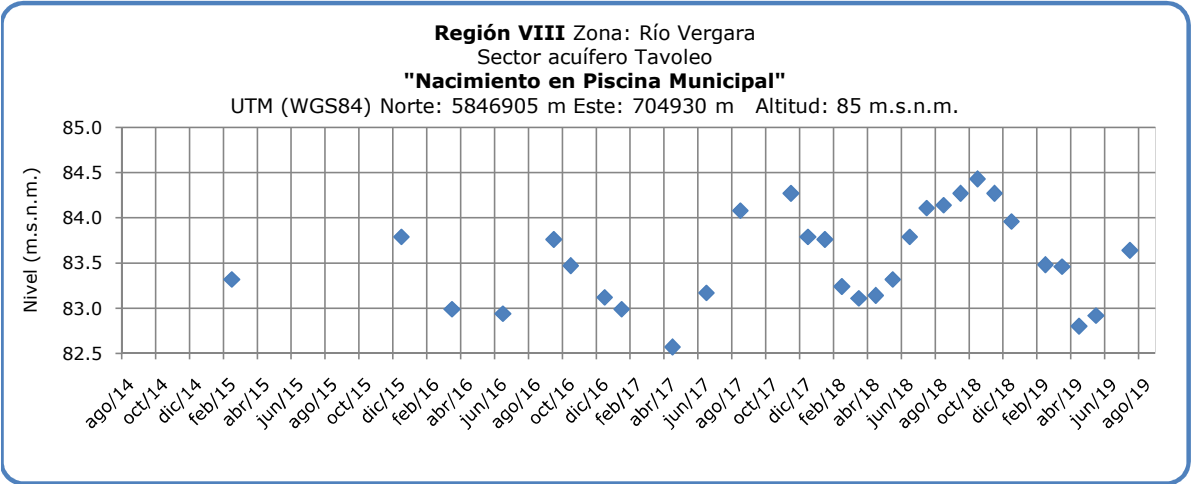 Región VIII Zona: Río Vergara
Sector acuífero Tavoleo
"Nacimiento en Piscina Municipal"
UTM (WGS84) Norte: 5846905 m Este: 704930 m Altitud: 85 m.s.n.m.
Nivel (m.s.n.m.)
85.0
84.5
84.0
83.5
83.0
82.5
ago/14
oct/14
dic/14
feb/15
abr/15
jun/15
ago/15
oct/15
dic/15
feb/16
abr/16
jun/16
ago/16
oct/16
dic/16
feb/17
abr/17
jun/17
ago/17
oct/17
dic/17
feb/18
abr/18
jun/18
ago/18
oct/18
dic/18
feb/19
abr/19
jun/19
ago/19